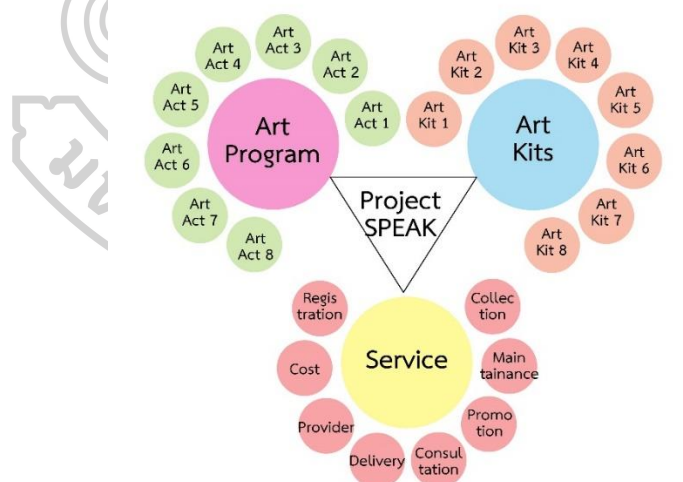 Art
Program
Art
Act 1
Art
Act 2
Art
Act 3
Art
Act 4
Art
Act 5
Art
Act 6
Art
Act 7
Art
Act 8
Art
Kits
Art
Kit 1
Art
Kit 2
Art
Kit 3
Art
Kit 4
Art
Kit 5
Art
Kit 6
Art
Kit 7
Art
Kit 8
Project
SPEAK
Service
Regis
tration
Cost
Provider
Delivery
Consul
tation
Promo
tion
Main
tainance
Collec
tion